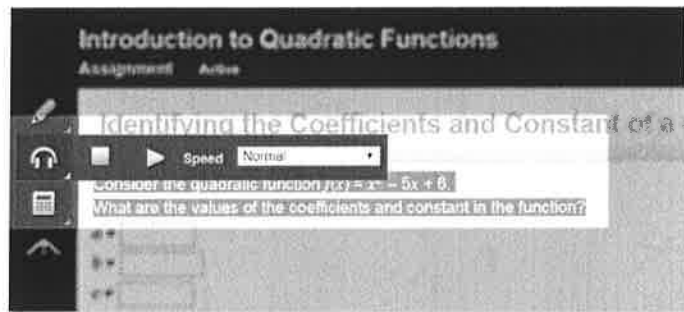 Introduction to Quadratic Functions
Assignment Active
Identifying the Coefficients and Constant of a
Speed Normal
Consider the quadratic function f(x) = x² – 5x + 6.
What are the values of the coefficients and constant in the function?
a =
b =
c =